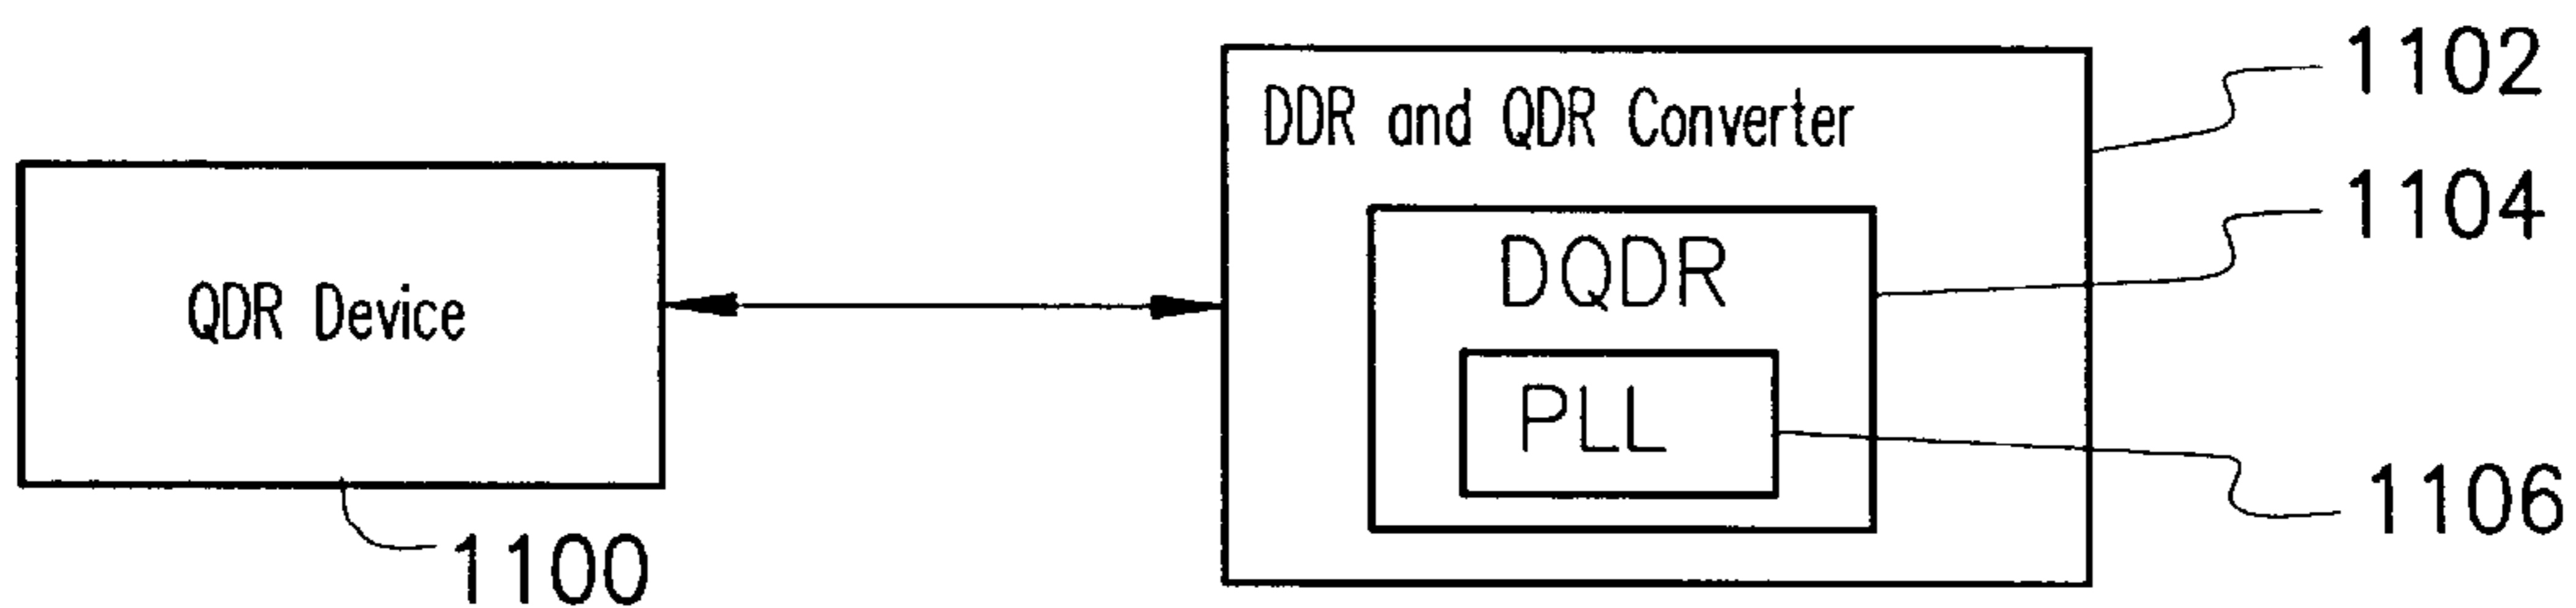 1102
DDR and QDR Converter
1104
DQDR
QDR Device
PLL
1106
1100